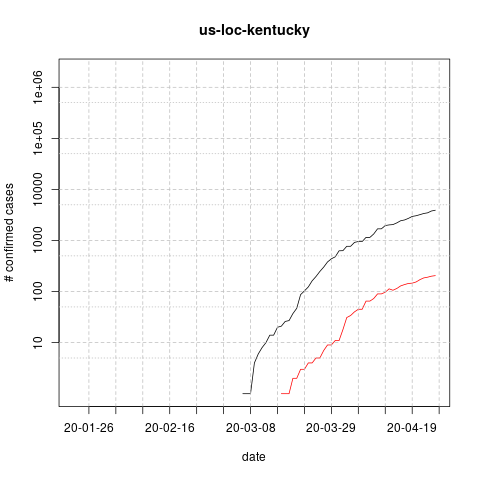 us-loc-kentucky
# confirmed cases
1e+06
1e+05
10000
1000
100
10
20-01-26 20-02-16 20-03-08 20-03-29 20-04-19
date